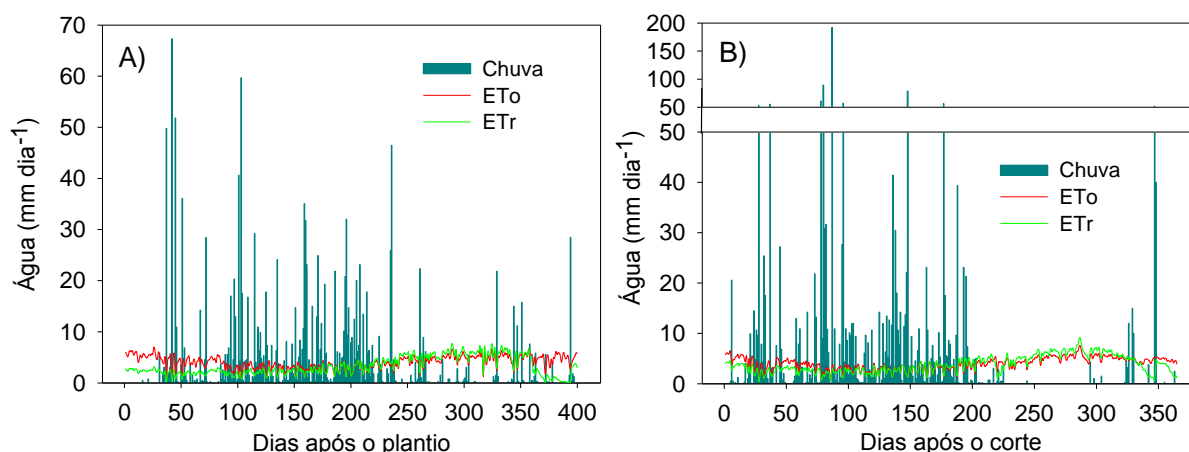 A)
Chuva
ETo
ETr
Água (mm dia-1)
70
60
50
40
30
20
10
0
0 50 100 150 200 250 300 350 400
Dias após o plantio
B)
200
150
100
50
50
40
30
20
10
0
Chuva
ETo
ETr
Água (mm dia-1)
0 50 100 150 200 250 300 350
Dias após o corte